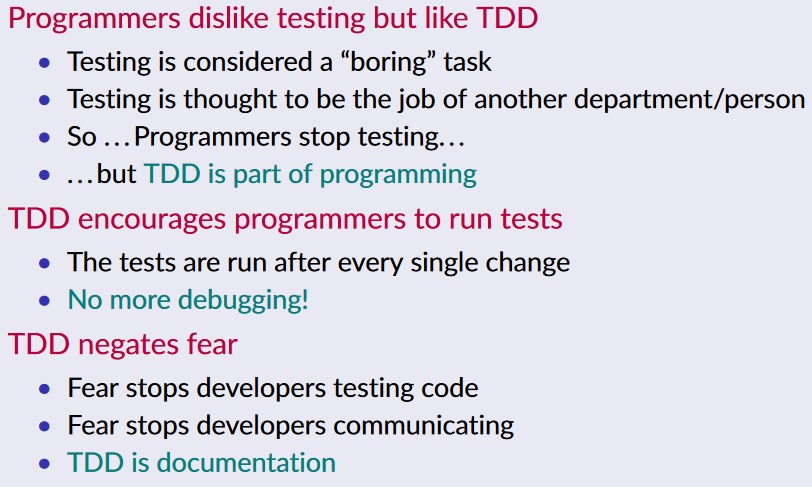 Programmers dislike testing but like TDD
• Testing is considered a “boring” task
• Testing is thought to be the job of another department/person
• So …Programmers stop testing…
• …but TDD is part of programming
TDD encourages programmers to run tests
• The tests are run after every single change
• No more debugging!
TDD negates fear
• Fear stops developers testing code
• Fear stops developers communicating
• TDD is documentation